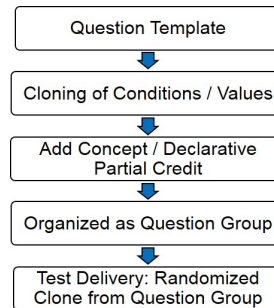 Question Template
Cloning of Conditions / Values
Add Concept / Declarative
Partial Credit
Organized as Question Group
Test Delivery: Randomized
Clone from Question Group